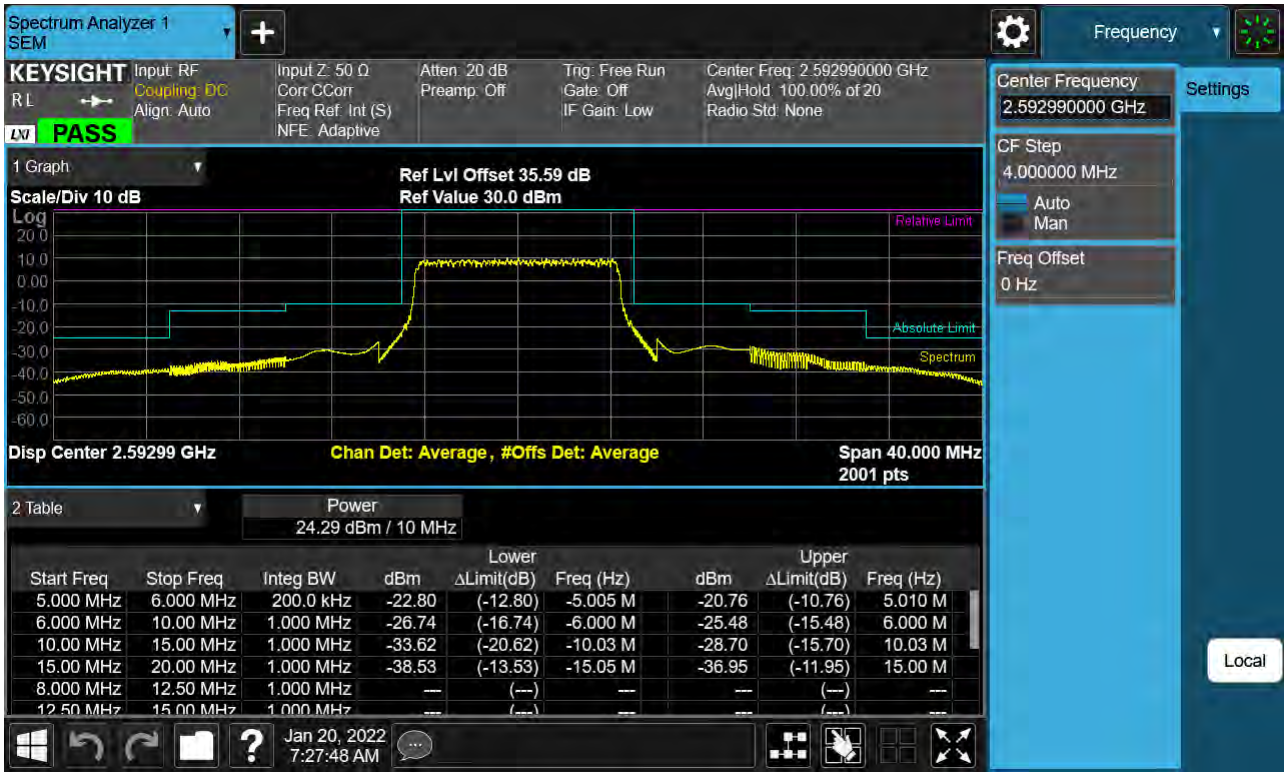 Spectrum Analyzer 1
SEM
Frequency
KEYSIGHT
R L
LXI
PASS
Input: RF
Coupling: DC
Align: Auto
Input Z: 50 Ω
Corr CCorr
Freq Ref: Int (S)
NFE: Adaptive
Atten: 20 dB
Preamp: Off
Trig: Free Run
Gate: Off
IF Gain: Low
Center Freq: 2.592990000 GHz
Avg|Hold: 100.00% of 20
Radio Std: None
Center Frequency
2.592990000 GHz
Settings
CF Step
4.000000 MHz
Auto
Man
Freq Offset
0 Hz
Local
1 Graph
Scale/Div 10 dB
Ref Lvl Offset 35.59 dB
Ref Value 30.0 dBm
Log
20.0
10.0
0.00
-10.0
-20.0
-30.0
-40.0
-50.0
-60.0
Relative Limit
Absolute Limit
Spectrum
Disp Center 2.59299 GHz Chan Det: Average, #Offs Det: Average Span 40.000 MHz
2001 pts
2 Table
Power
24.29 dBm / 10 MHz
Lower Upper
Start Freq Stop Freq Integ BW dBm ΔLimit(dB) Freq (Hz) dBm ΔLimit(dB) Freq (Hz)
5.000 MHz 6.000 MHz 200.0 kHz -22.80 (-12.80) -5.005 M -20.76 (-10.76) 5.010 M
6.000 MHz 10.00 MHz 1.000 MHz -26.74 (-16.74) -6.000 M -25.48 (-15.48) 6.000 M
10.00 MHz 15.00 MHz 1.000 MHz -33.62 (-20.62) -10.03 M -28.70 (-15.70) 10.03 M
15.00 MHz 20.00 MHz 1.000 MHz -38.53 (-13.53) -15.05 M -36.95 (-11.95) 15.00 M
8.000 MHz 12.50 MHz 1.000 MHz --- (---) --- --- (---) ---
12.50 MHz 15.00 MHz 1.000 MHz --- (---) --- --- (---) ---
Jan 20, 2022
7:27:48 AM